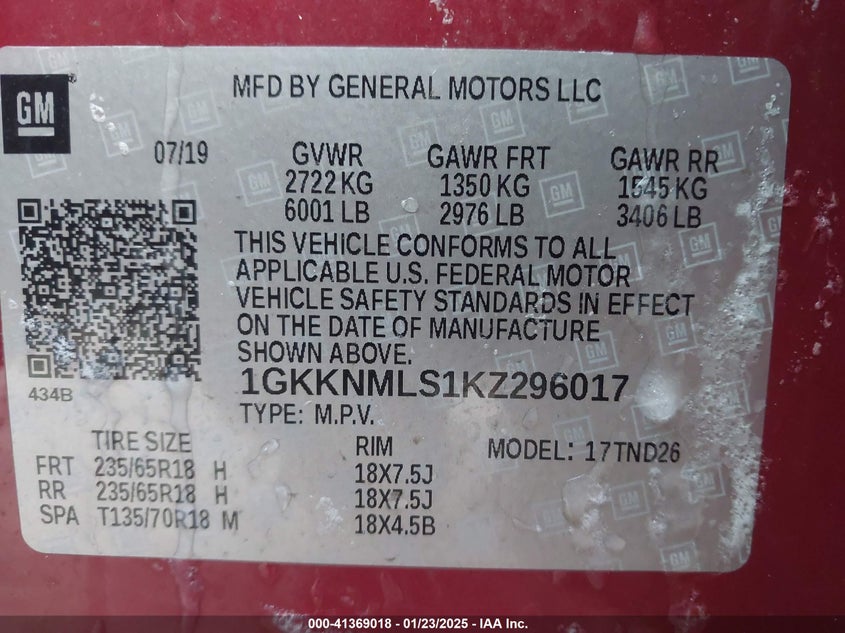 GM
MFD BY GENERAL MOTORS LLC
07/19 GVWR GAWR FRT GAWR RR
2722 KG 1350 KG 1545 KG
6001 LB 2976 LB 3406 LB
THIS VEHICLE CONFORMS TO ALL
APPLICABLE U.S. FEDERAL MOTOR
VEHICLE SAFETY STANDARDS IN EFFECT
ON THE DATE OF MANUFACTURE
SHOWN ABOVE.
434B
1GKKNMLS1KZ296017
TYPE: M.P.V.
TIRE SIZE RIM MODEL: 17TND26
FRT 235/65R18 H 18X7.5J
RR 235/65R18 H 18X7.5J
SPA T135/70R18 M 18X4.5B
000-41369018 - 01/23/2025 - IAA Inc.